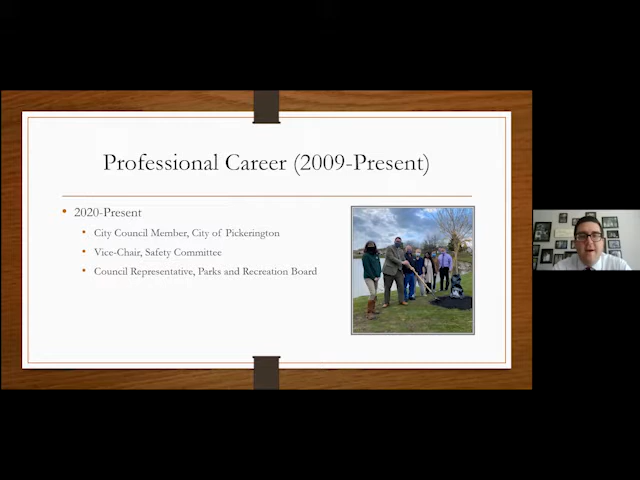 Professional Career (2009-Present)
• 2020-Present
• City Council Member, City of Pickerington
• Vice-Chair, Safety Committee
• Council Representative, Parks and Recreation Board